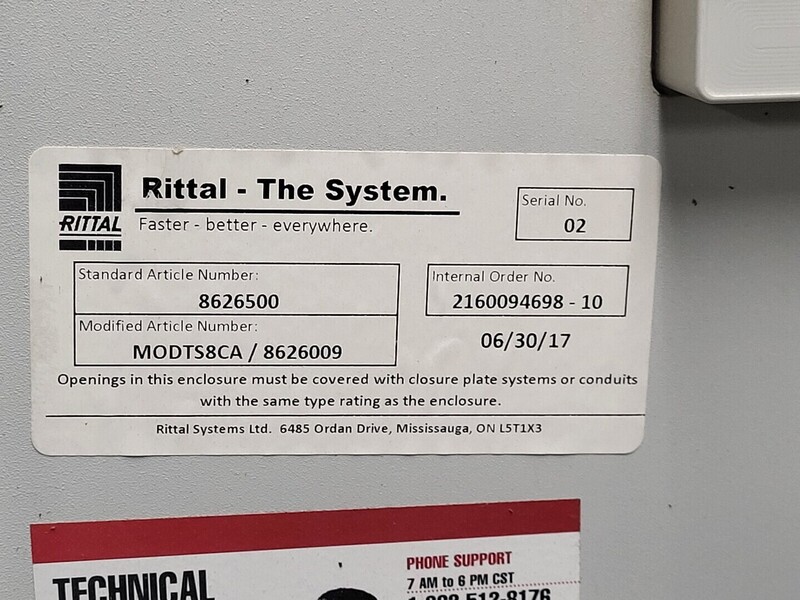 RITTAL
Rittal - The System.
Faster - better - everywhere.
Serial No.
02
Standard Article Number:
8626500
Modified Article Number:
MODTS8CA / 8626009
Internal Order No.
2160094698 - 10
06/30/17
Openings in this enclosure must be covered with closure plate systems or conduits
with the same type rating as the enclosure.
Rittal Systems Ltd. 6485 Ordan Drive, Mississauga, ON L5T1X3
TECHNICAL
PHONE SUPPORT
7 AM to 6 PM CST